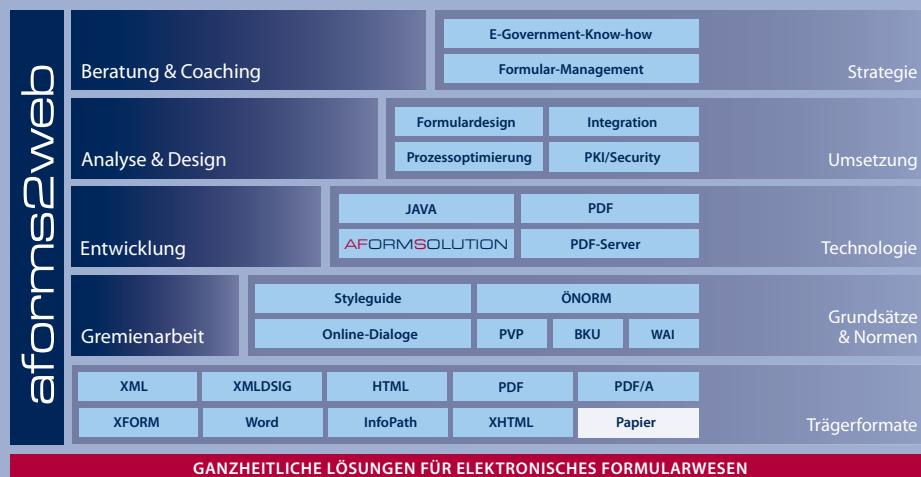 aforms2web
Beratung & Coaching
E-Government-Know-how
Formular-Management
Strategie
Analyse & Design
Formulardesign
Integration
Prozessoptimierung
PKI/Security
Umsetzung
Entwicklung
JAVA
PDF
AFORMSOLUTION
PDF-Server
Technologie
Gremienarbeit
Styleguide
ÖNORM
Online-Dialoge
PVP
BKU
WAI
Grundsätze
& Normen
XML
XMLDSIG
HTML
PDF
PDF/A
XFORM
Word
InfoPath
XHTML
Papier
Trägerformate
GANZHEITLICHE LÖSUNGEN FÜR ELEKTRONISCHES FORMULARWESEN